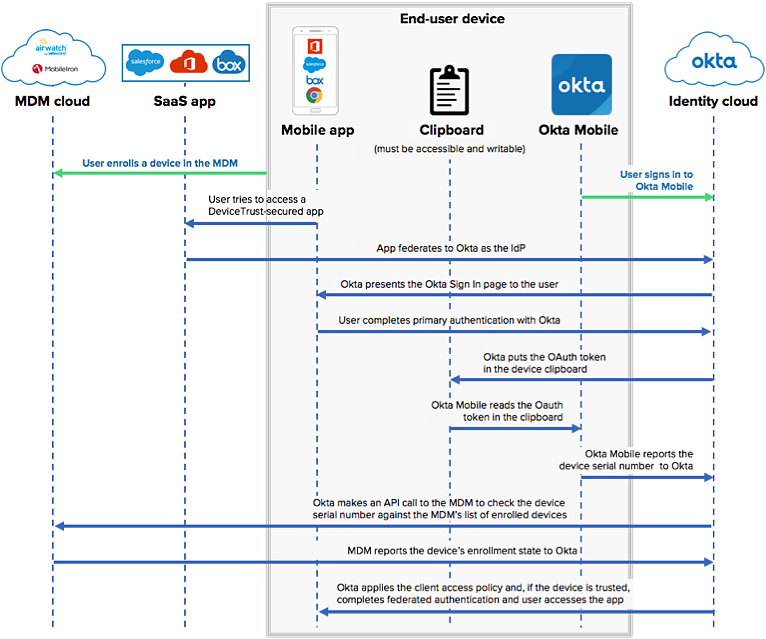 End-user device
airwatch
by vmware
MobileIron
salesforce
box
salesforce
box
okta
okta
MDM cloud
SaaS app
Mobile app
Clipboard
(must be accessible and writable)
Okta Mobile
Identity cloud
User enrolls a device in the MDM
User signs in to
Okta Mobile
User tries to access a
DeviceTrust-secured app
App federates to Okta as the IdP
Okta presents the Okta Sign In page to the user
User completes primary authentication with Okta
Okta puts the OAuth token
in the device clipboard
Okta Mobile reads the Oauth
token in the clipboard
Okta Mobile reports the
device serial number to Okta
Okta makes an API call to the MDM to check the device
serial number against the MDM's list of enrolled devices
MDM reports the device's enrollment state to Okta
Okta applies the client access policy and, if the device is trusted,
completes federated authentication and user accesses the app